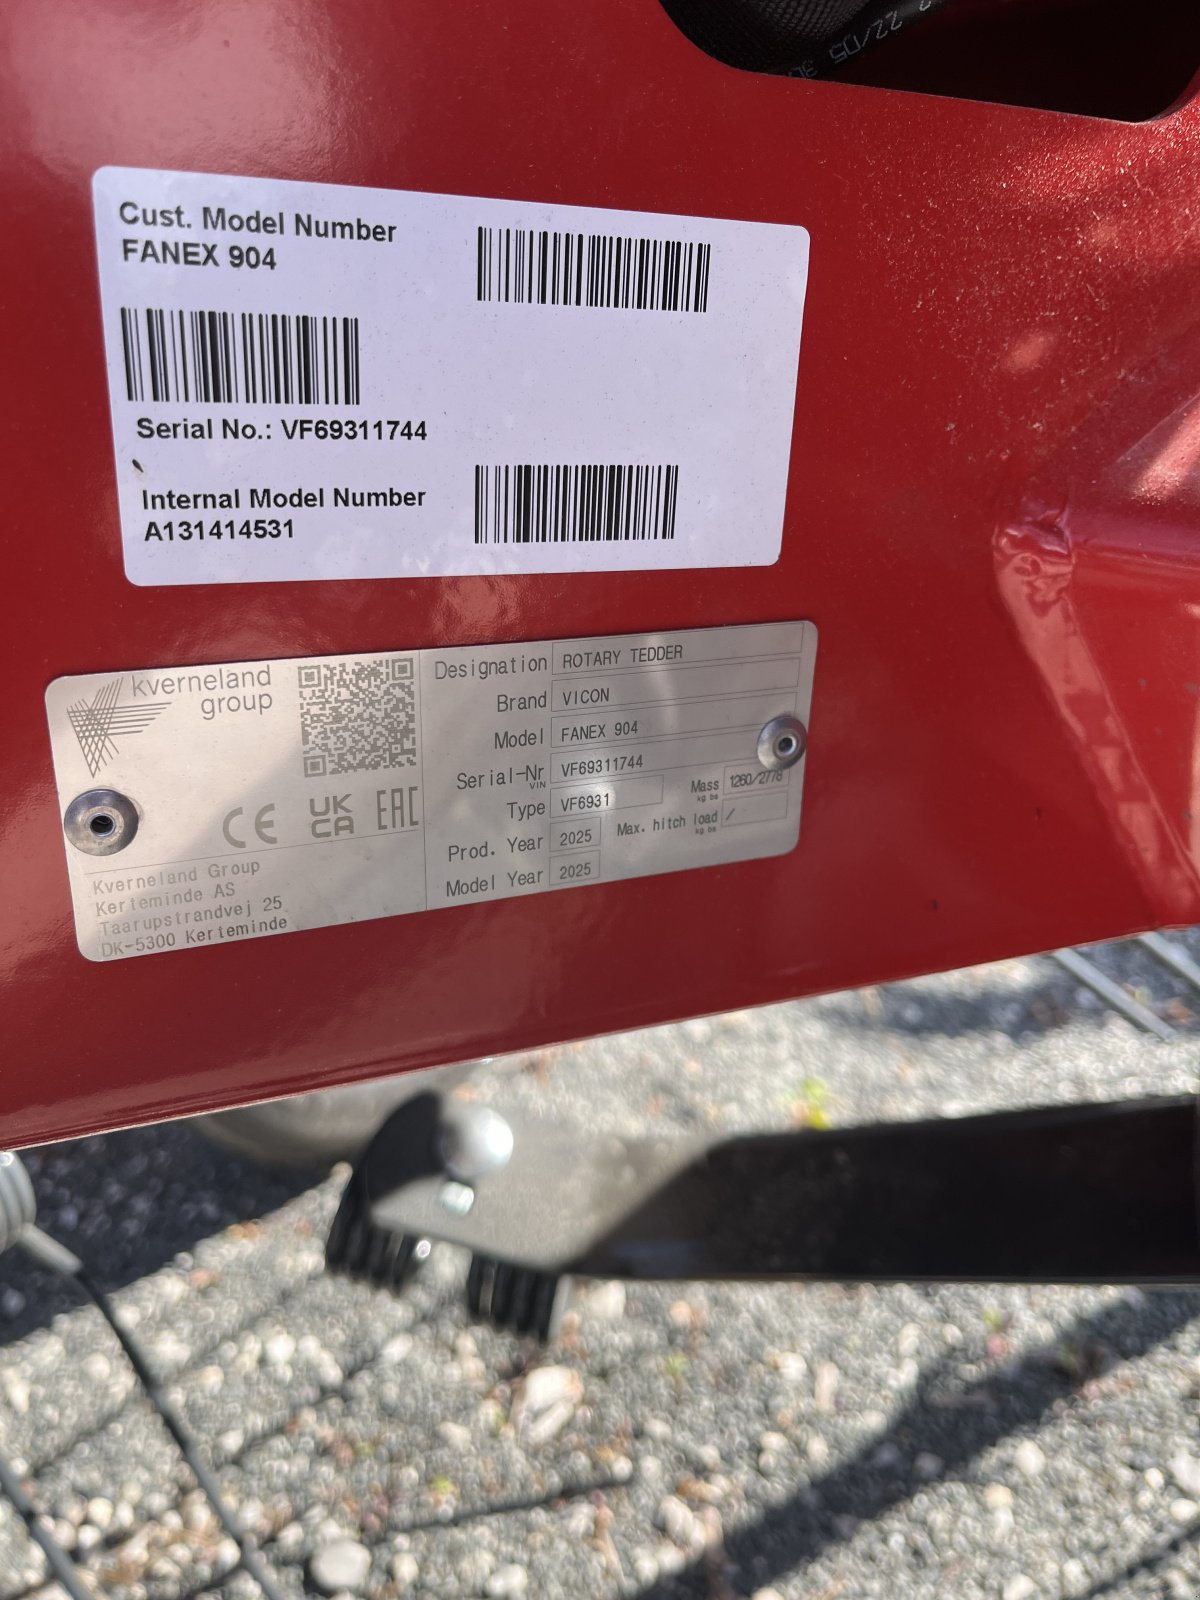 22/05
Cust. Model Number
FANEX 904
Serial No.: VF69311744
Internal Model Number
A131414531
kverneland
group
CE UK CA EAC
Kverneland Group
Kerteminde AS
Taarupstrandvej 25
DK-5300 Kerteminde
Designation ROTARY TEDDER
Brand VICON
Model FANEX 904
Serial-Nr VF69311744
VIN
Type VF6931
Mass 1260/2778
kg lbs
Prod. Year 2025
Max. hitch load /
kg lbs
Model Year 2025